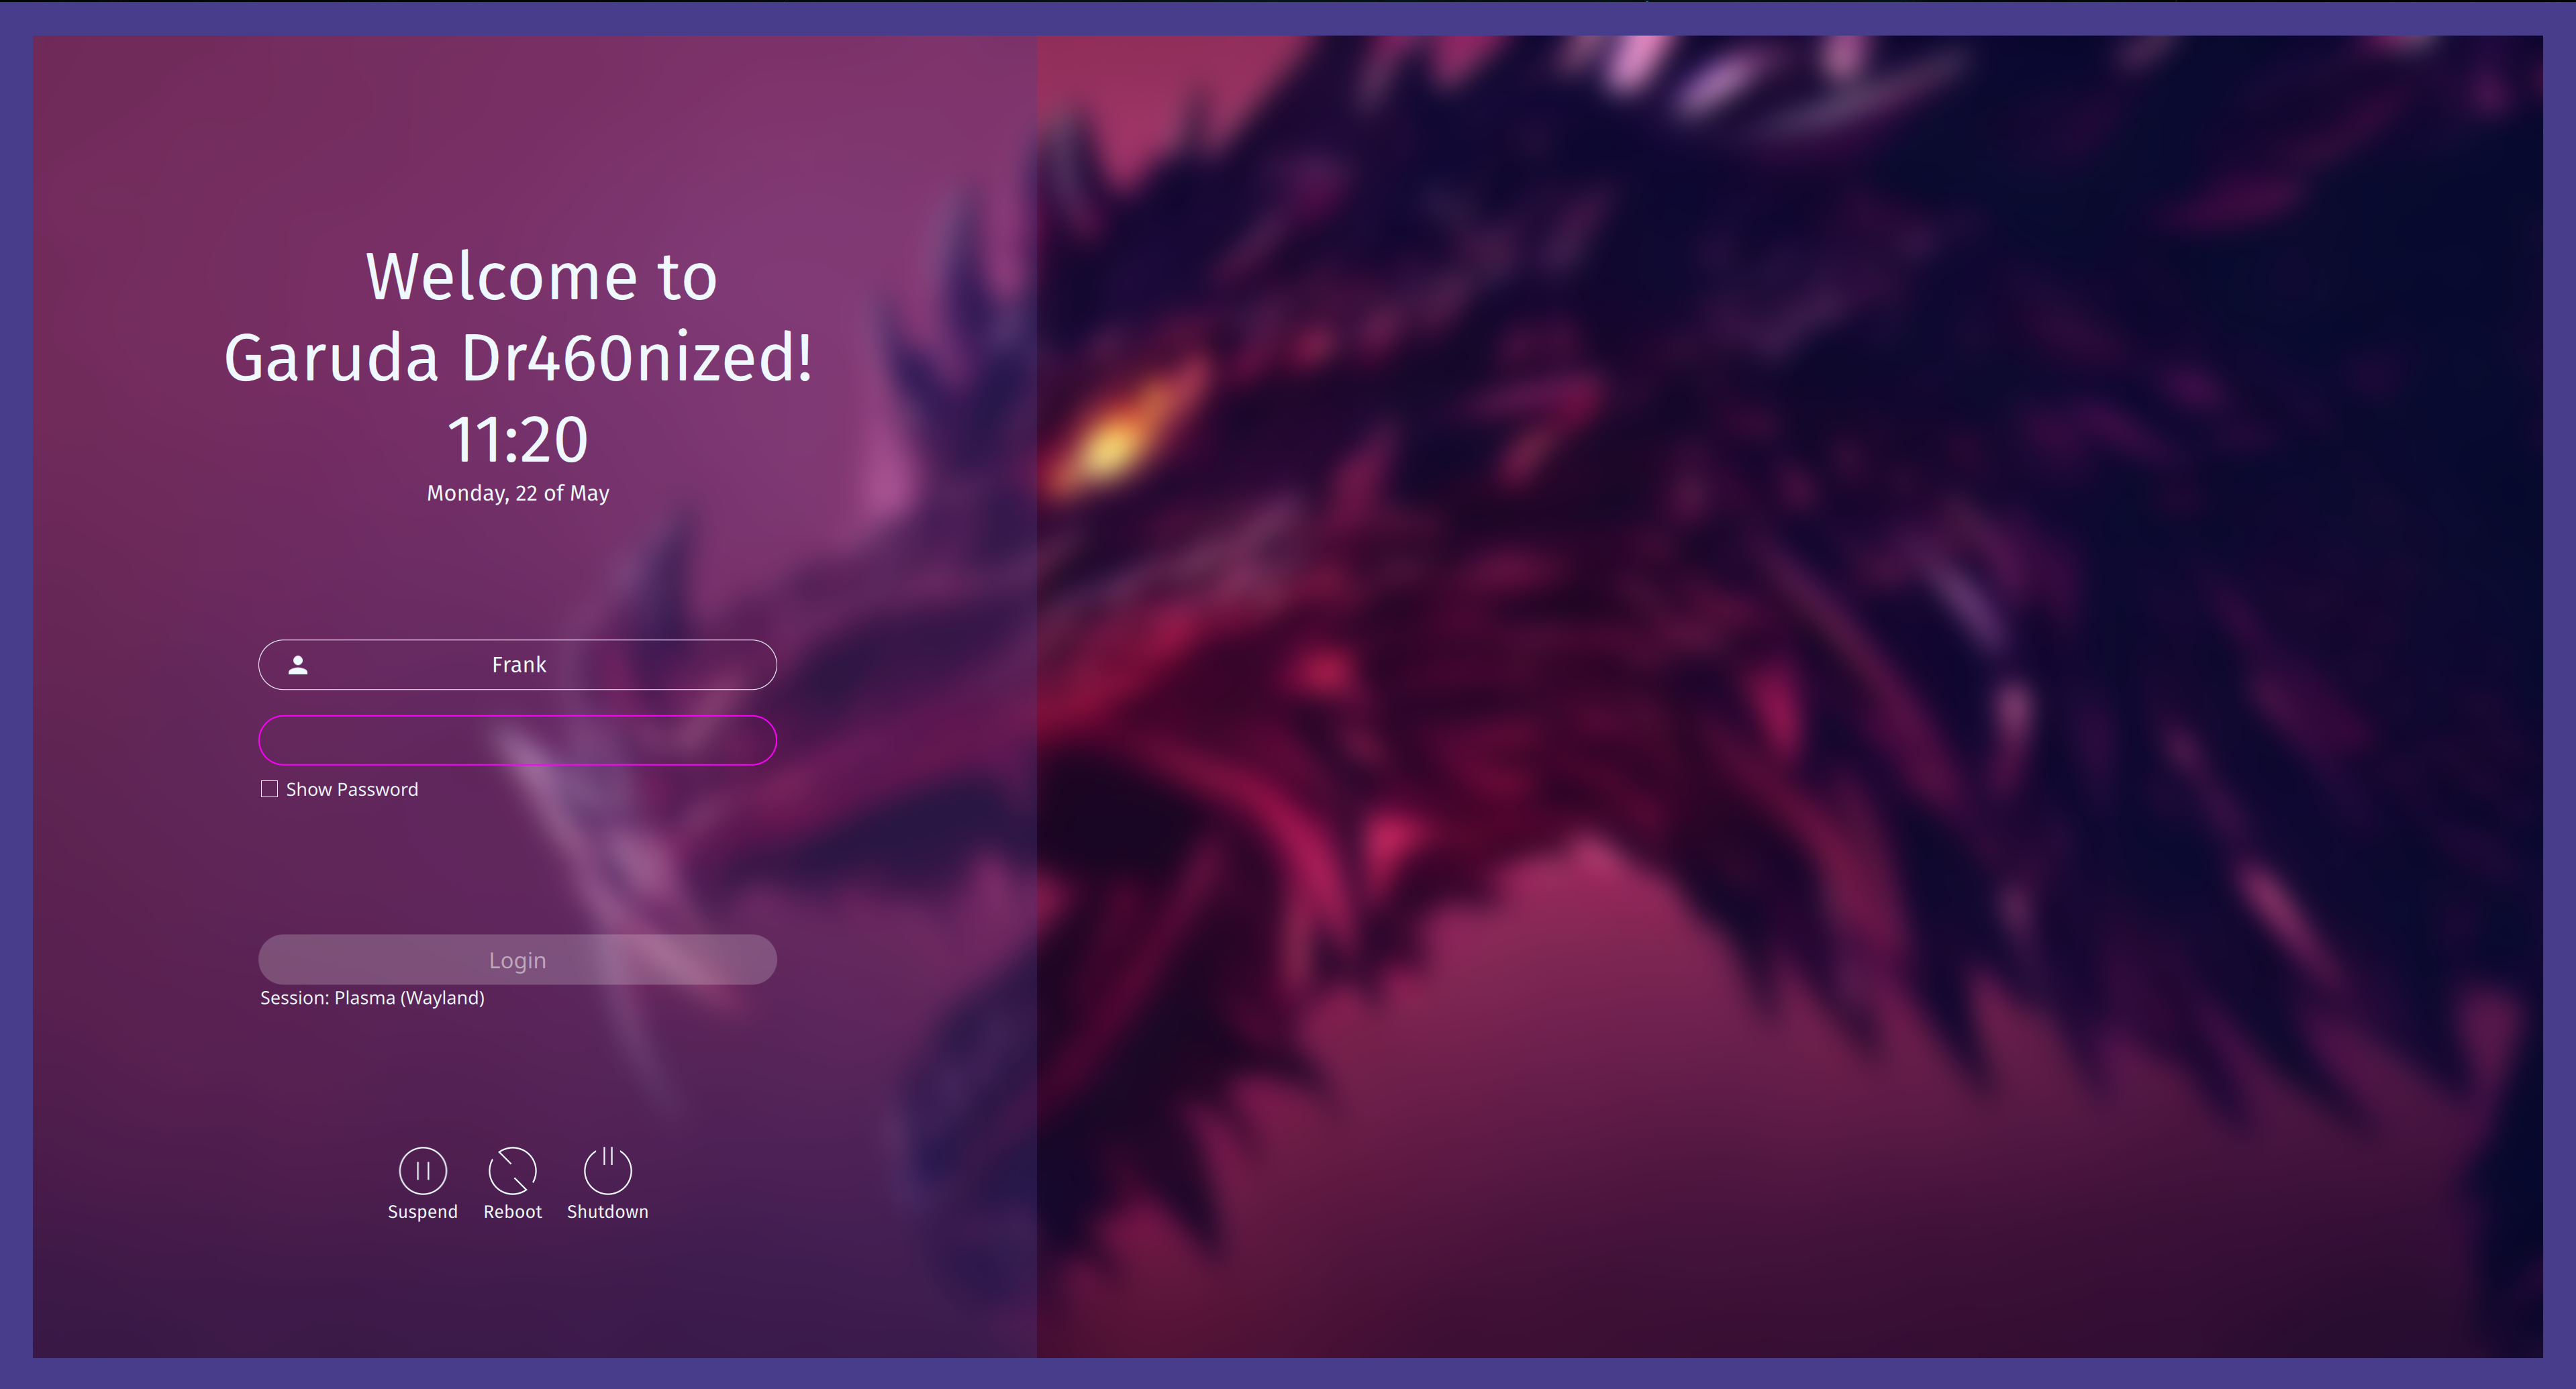 Welcome to
Garuda Dr460nized!
11:20
Monday, 22 of May
Frank
Show Password
Login
Session: Plasma (Wayland)
Suspend Reboot Shutdown